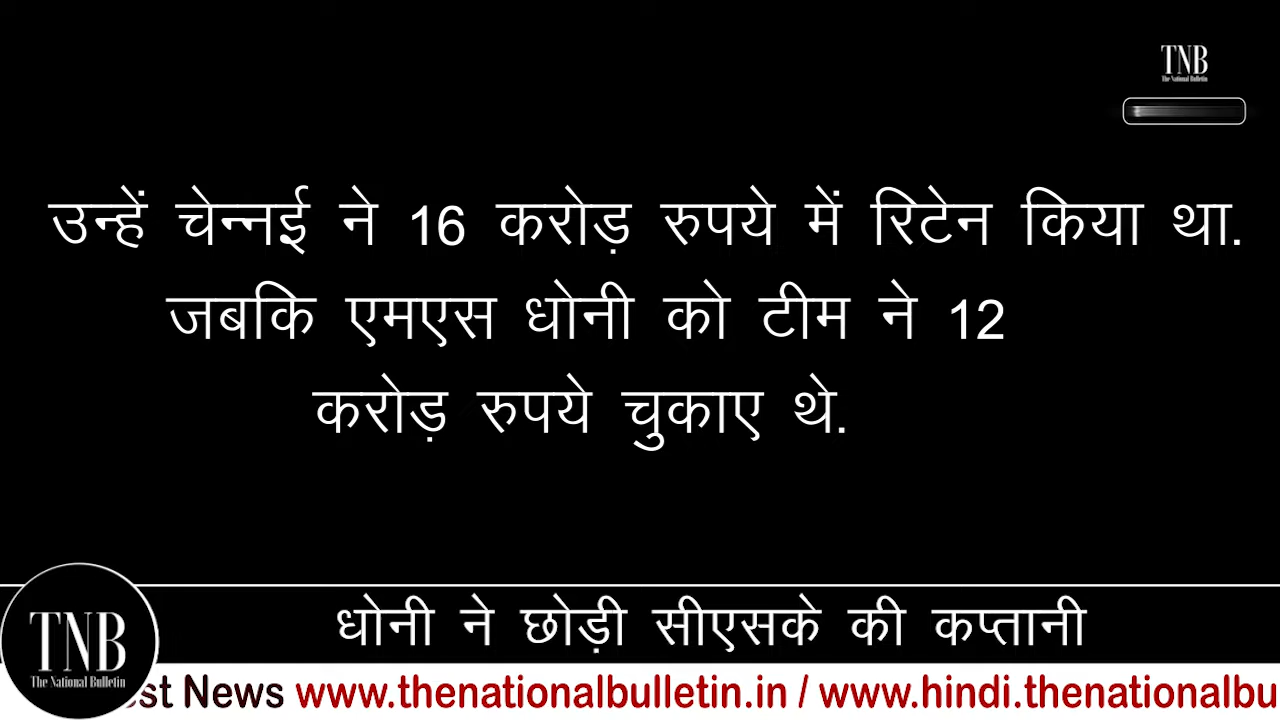 TNB
The National Bulletin
उन्हें चेन्नई ने 16 करोड़ रुपये में रिटेन किया था.
जबकि एमएस धोनी को टीम ने 12
करोड़ रुपये चुकाए थे.
धोनी ने छोड़ी सीएसके की कप्तानी
TNB
The National Bulletin
est News www.thenationalbulletin.in / www.hindi.thenationalbu